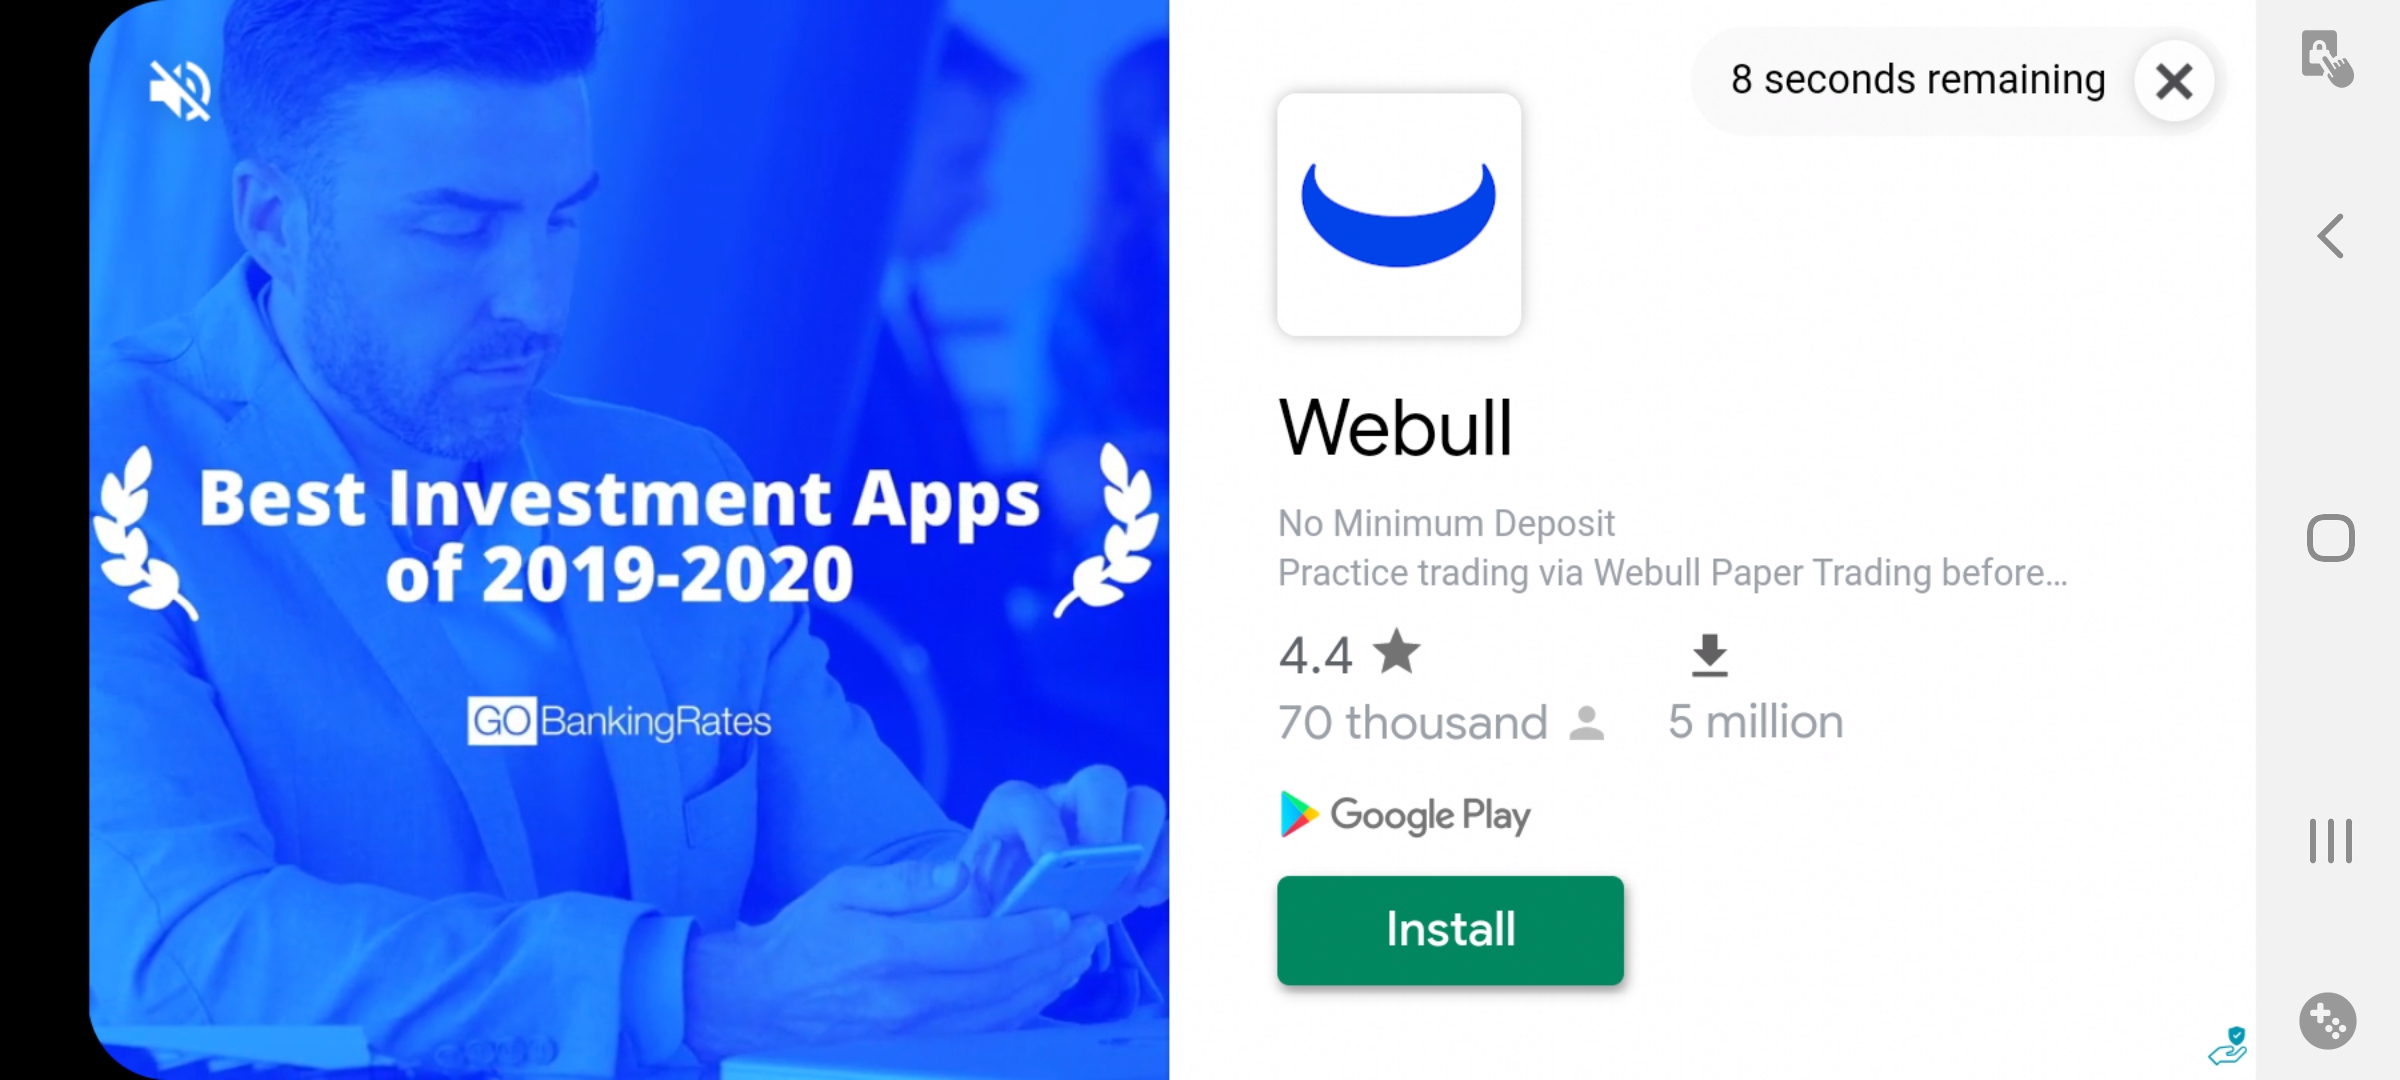 Best Investment Apps
of 2019-2020
GOBankingRates
8 seconds remaining
Webull
No Minimum Deposit
Practice trading via Webull Paper Trading before…
4.4
70 thousand
5 million
Google Play
Install